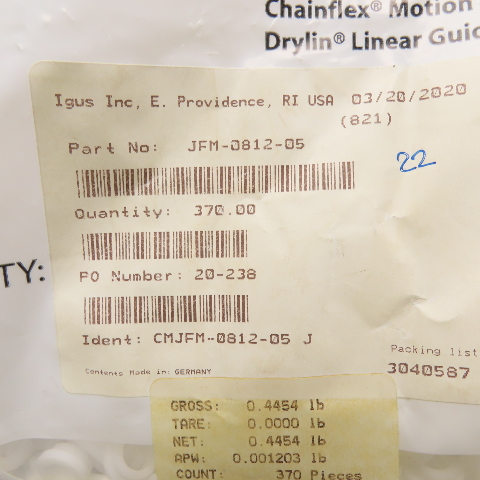 Chainflex® Motion
Drylin® Linear Guid
Igus Inc, E. Providence, RI USA 03/20/2020
(821)
Part No: JFM-0812-05
22
Quantity: 370.00
TY:
PO Number: 20-238
Ident: CMJFM-0812-05 J
Packing list
Contents Made in: GERMANY
3040587
GROSS: 0.4454 lb
TARE: 0.0000 lb
NET: 0.4454 lb
APW: 0.001203 lb
COUNT: 370 Pieces